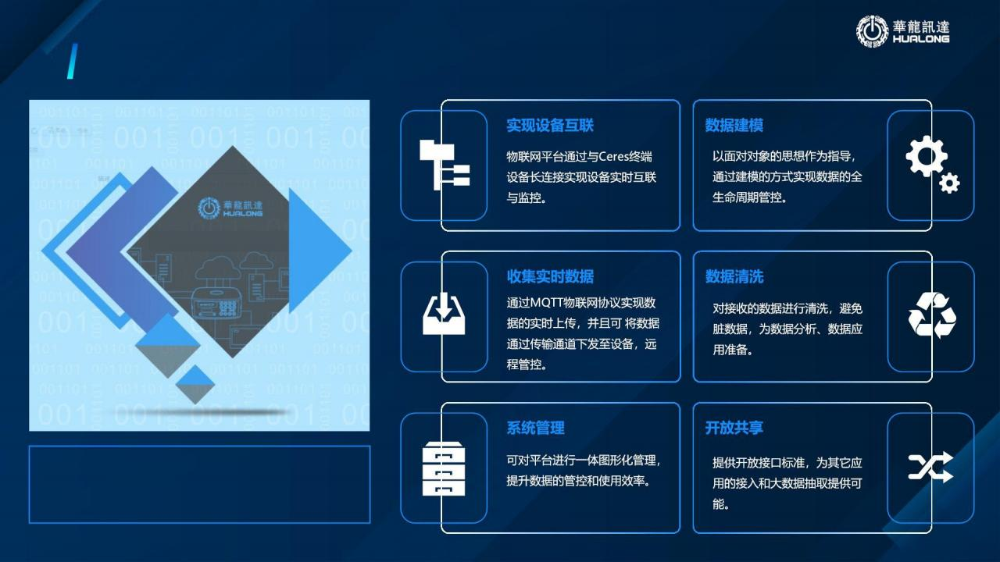 華龍訊達
HUALONG
001101 001101 001101 001101
001 001 001 001
華龍訊達
HUALONG
实现设备互联
物联网平台通过与Ceres终端
设备长连接实现设备实时互联
与监控。
数据建模
以面对对象的思想作为指导，
通过建模的方式实现数据的全
生命周期管控。
收集实时数据
通过MQTT物联网协议实现数
据的实时上传，并且可 将数据
通过传输通道下发至设备，远
程管控。
数据清洗
对接收的数据进行清洗，避免
脏数据，为数据分析、数据应
用准备。
系统管理
可对平台进行一体图形化管理，
提升数据的管控和使用效率。
开放共享
提供开放接口标准，为其它应
用的接入和大数据抽取提供可
能。